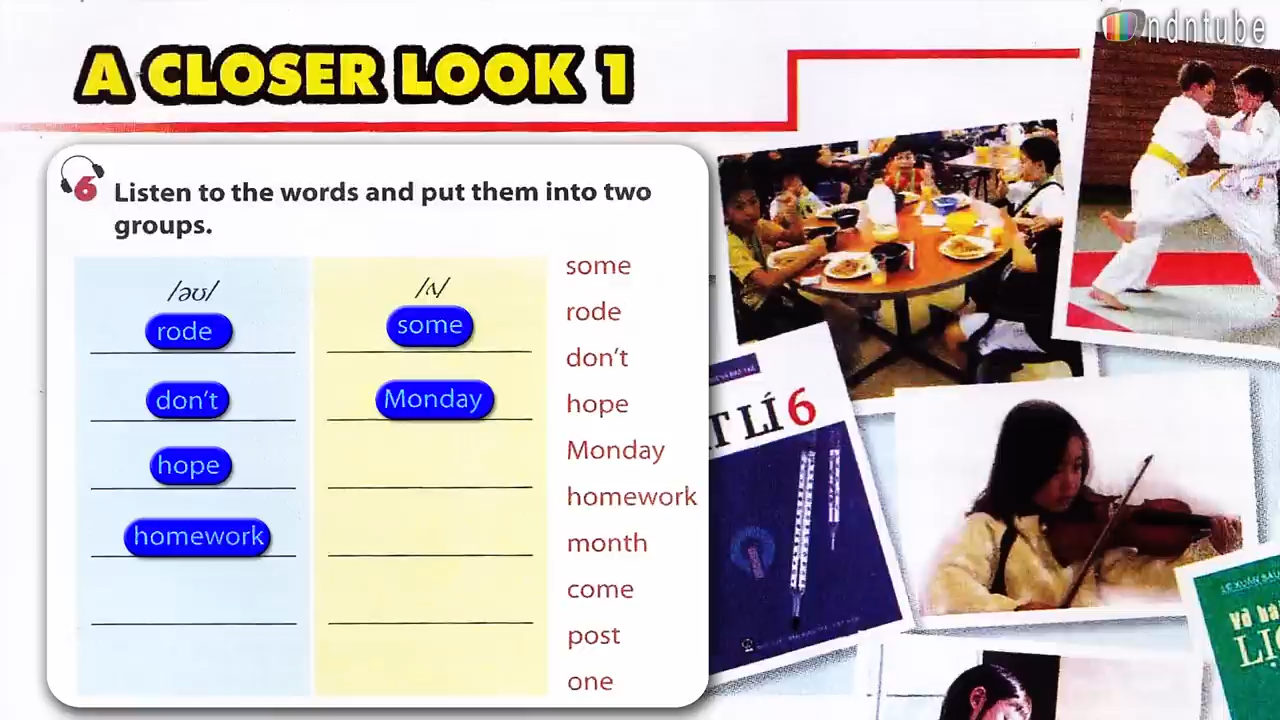 ndntube
A CLOSER LOOK 1
6 Listen to the words and put them into two
groups.
/əʊ/
rode
don't
hope
homework
/ʌ/
some
Monday
some
rode
don't
hope
Monday
homework
month
come
post
one
T LÍ 6